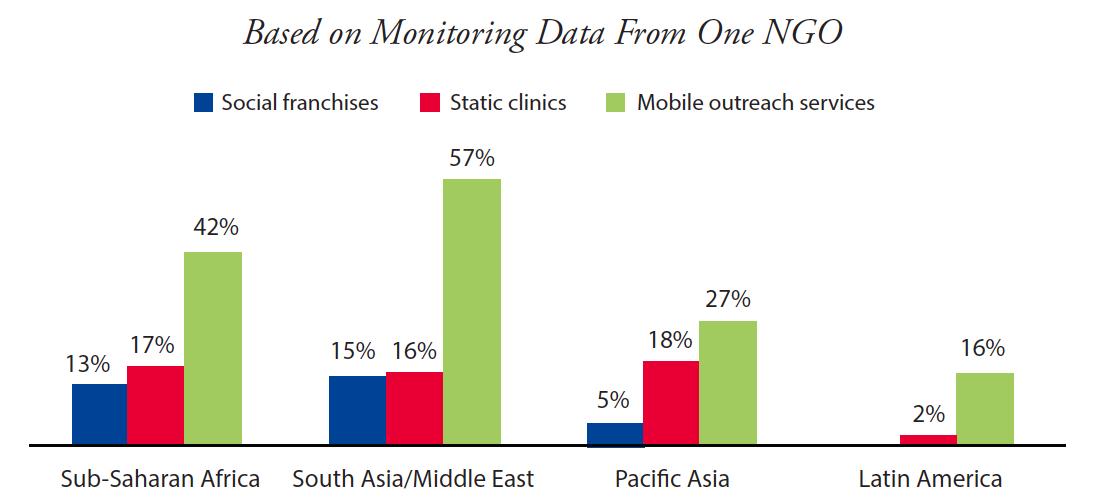 Based on Monitoring Data From One NGO
Social franchises Static clinics Mobile outreach services
57%
42%
27%
13% 17% 15% 16% 18% 16%
5% 2%
Sub-Saharan Africa South Asia/Middle East Pacific Asia Latin America